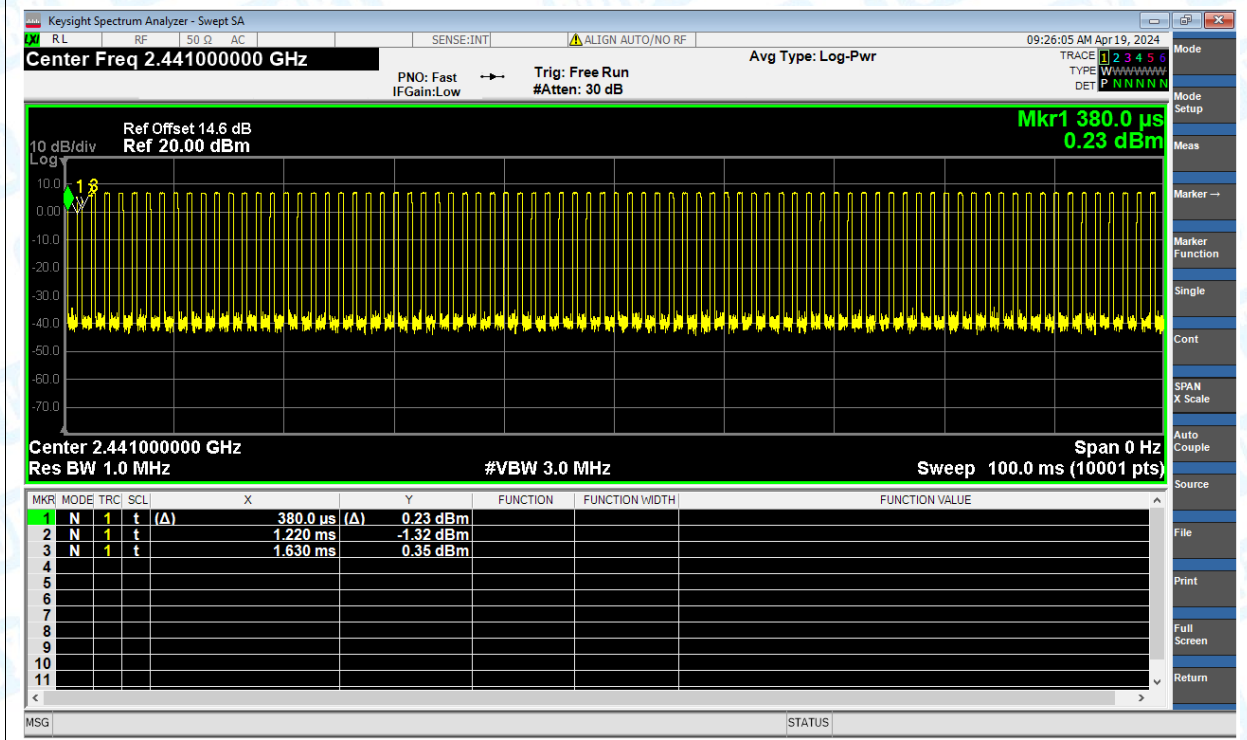 Keysight Spectrum Analyzer - Swept SA
LXI RL RF 50 Ω AC SENSE:INT ALIGN AUTO/NO RF 09:26:05 AM Apr 19, 2024
Center Freq 2.441000000 GHz
PNO: Fast
IFGain:Low
Trig: Free Run
#Atten: 30 dB
Avg Type: Log-Pwr
TRACE 1 2 3 4 5 6
TYPE WWWWWWW
DET P N N N N N
Ref Offset 14.6 dB
10 dB/div Ref 20.00 dBm
Log
Mkr1 380.0 µs
0.23 dBm
10.0
0.00
-10.0
-20.0
-30.0
-40.0
-50.0
-60.0
-70.0
1 3
Center 2.441000000 GHz Span 0 Hz
Res BW 1.0 MHz #VBW 3.0 MHz Sweep 100.0 ms (10001 pts)
MKR MODE TRC SCL X Y FUNCTION FUNCTION WIDTH FUNCTION VALUE
1 N 1 t (Δ) 380.0 µs (Δ) 0.23 dBm
2 N 1 t 1.220 ms -1.32 dBm
3 N 1 t 1.630 ms 0.35 dBm
4
5
6
7
8
9
10
11
MSG STATUS
Mode
Mode
Setup
Meas
Marker →
Marker
Function
Single
Cont
SPAN
X Scale
Auto
Couple
Source
File
Print
Full
Screen
Return